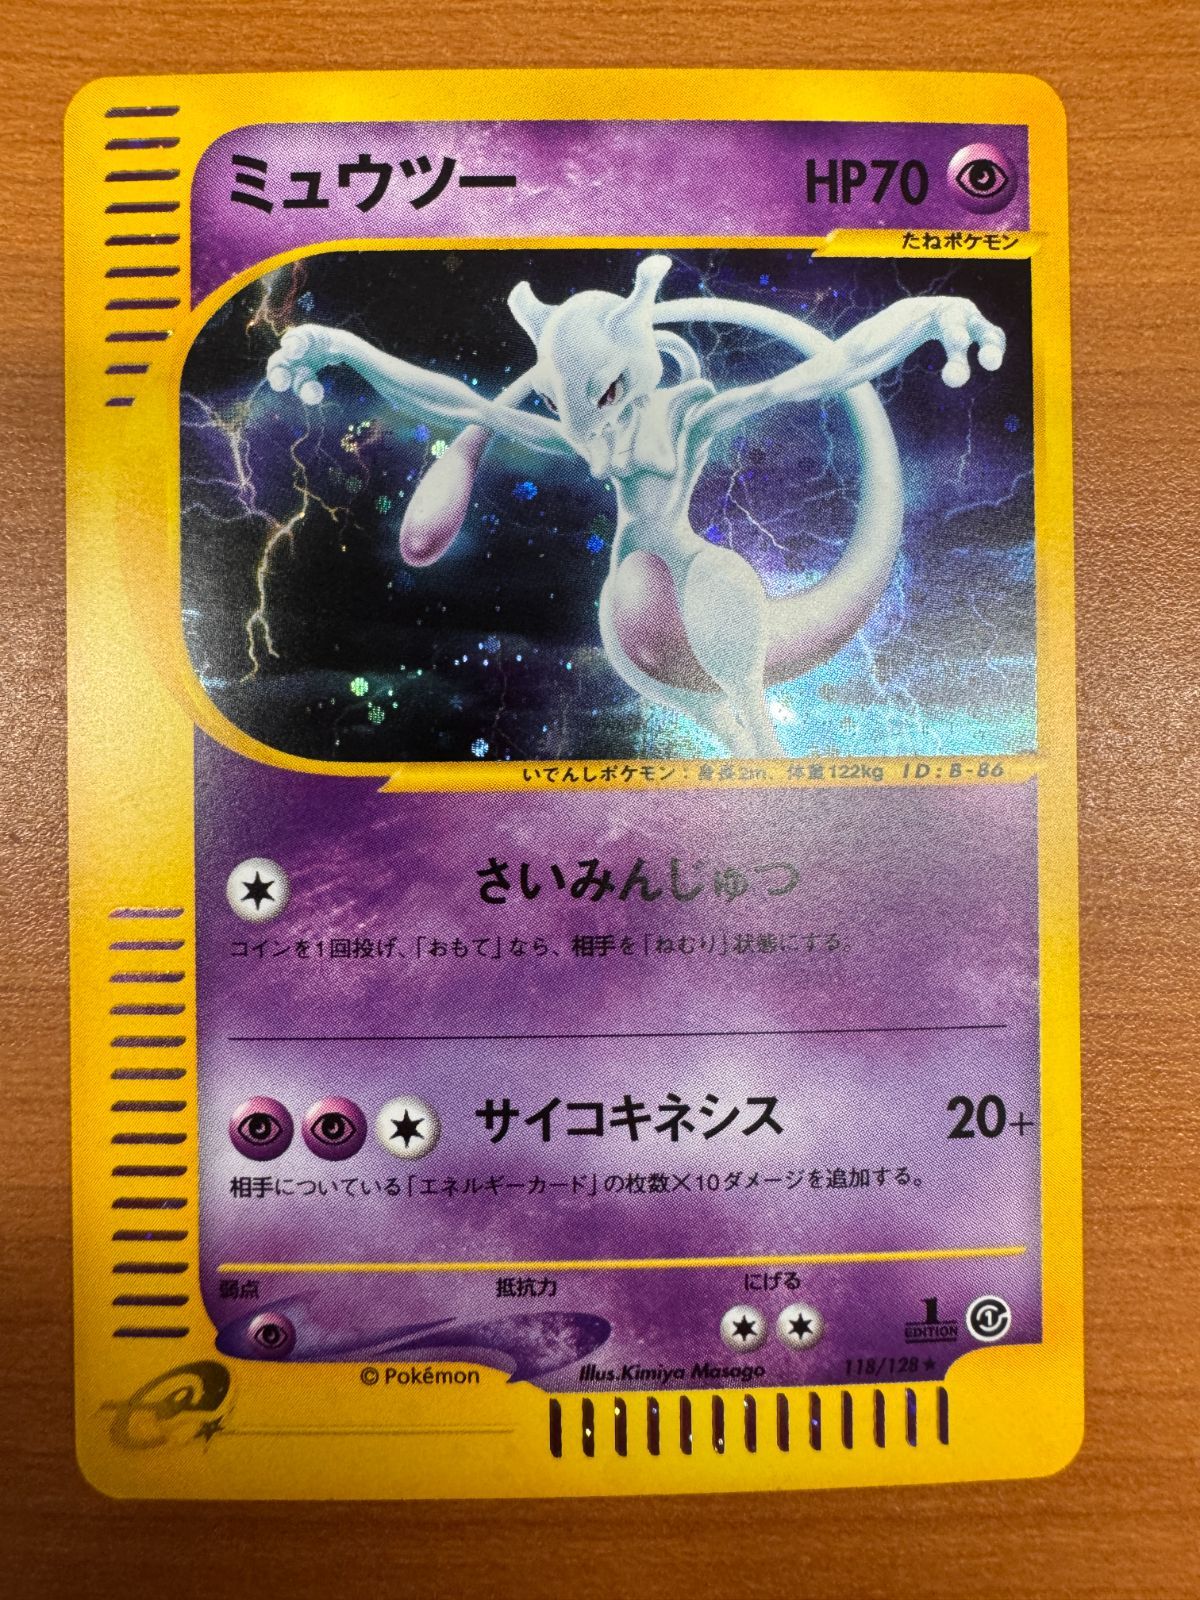 ミュウツー HP70
たねポケモン
いでんしポケモン：身長2m、体重122kg ID:B-86
さいみんじゅつ
コインを1回投げ、「おもて」なら、相手を「ねむり」状態にする。
サイコキネシス 20+
相手についている「エネルギーカード」の枚数×10ダメージを追加する。
弱点 抵抗力 にげる
1 EDITION 1
©Pokémon Illus.Kimiya Masago 118/128★
e